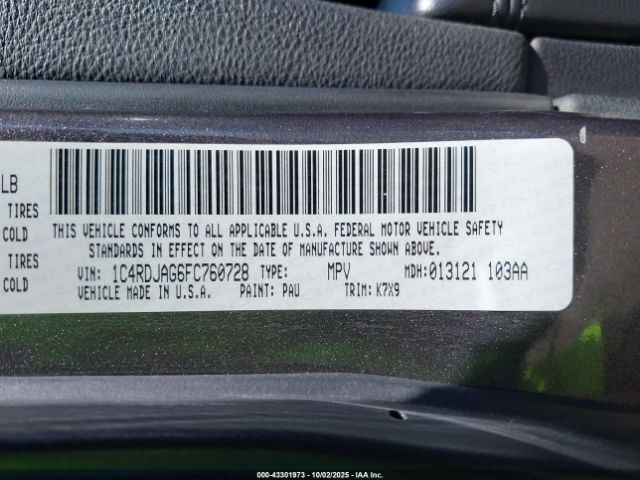 LB
TIRES
COLD
TIRES
COLD
THIS VEHICLE CONFORMS TO ALL APPLICABLE U.S.A. FEDERAL MOTOR VEHICLE SAFETY
STANDARDS IN EFFECT ON THE DATE OF MANUFACTURE SHOWN ABOVE.
VIN: 1C4RDJAG6FC760728 TYPE: MPV MDH: 013121 103AA
VEHICLE MADE IN U.S.A. PAINT: PAU TRIM: K7X9
000-43301973 | 10/02/2025 | IAA Inc.